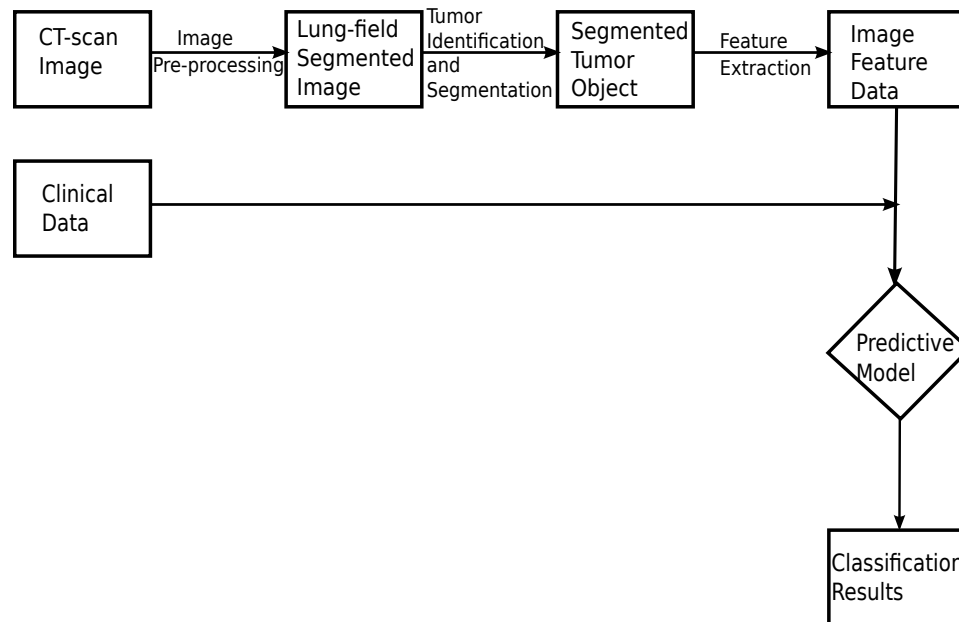 CT-scan
Image
Image
Pre-processing
Lung-field
Segmented
Image
Tumor
Identification
and
Segmentation
Segmented
Tumor
Object
Feature
Extraction
Image
Feature
Data
Clinical
Data
Predictive
Model
Classification
Results